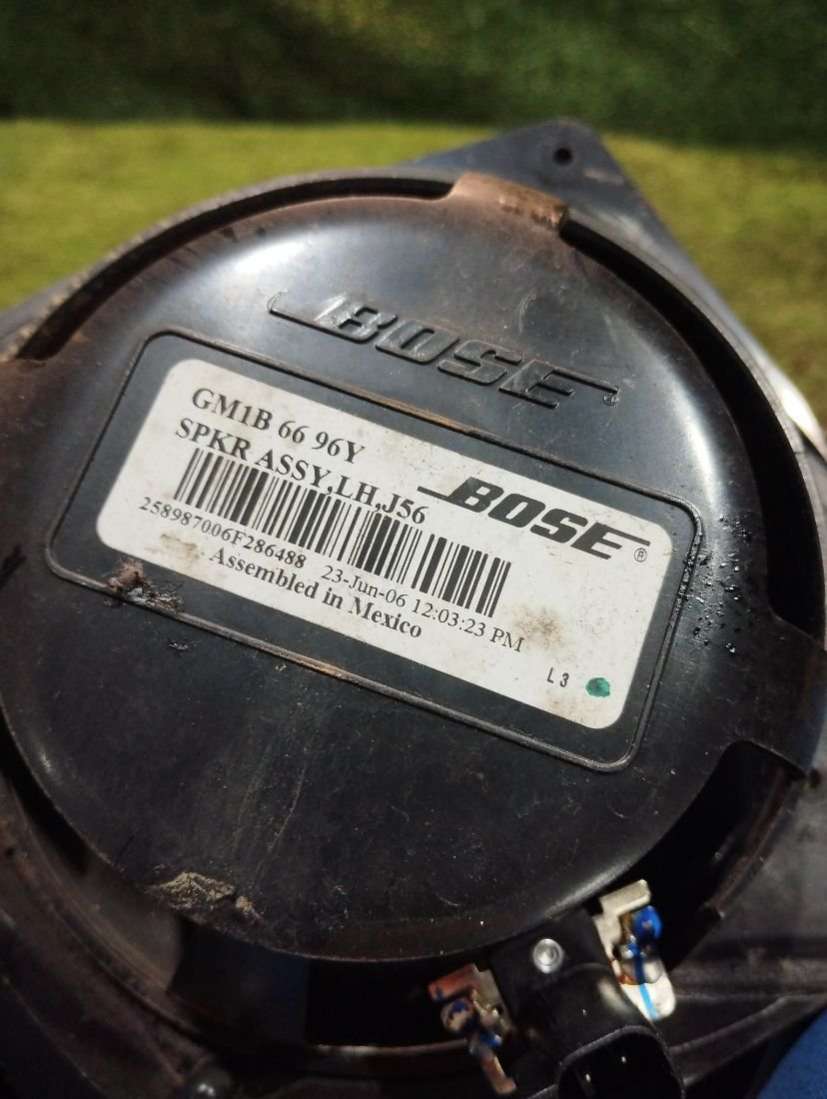 BOSE
GM1B 66 96Y
SPKR ASSY,LH,J56
BOSE®
258987006F286488 23-Jun-06 12:03:23 PM
Assembled in Mexico
L3